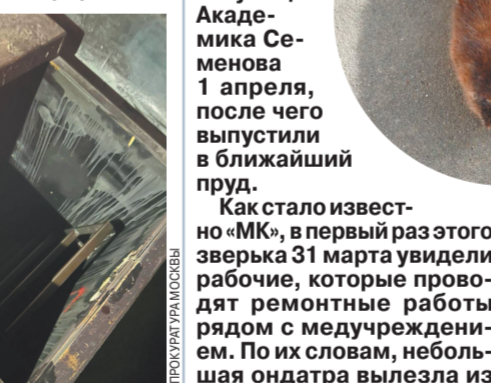 Акаде-
мика Се-
менова
1 апреля,
после чего
выпустили
в ближайший
пруд.
Как стало извест-
но «МК», в первый раз этого
зверька 31 марта увидели
рабочие, которые прово-
дят ремонтные работы
рядом с медучреждени-
ем. По их словам, неболь-
шая ондатра вылезла из
ПРОКУРАТУРА МОСКВЫ